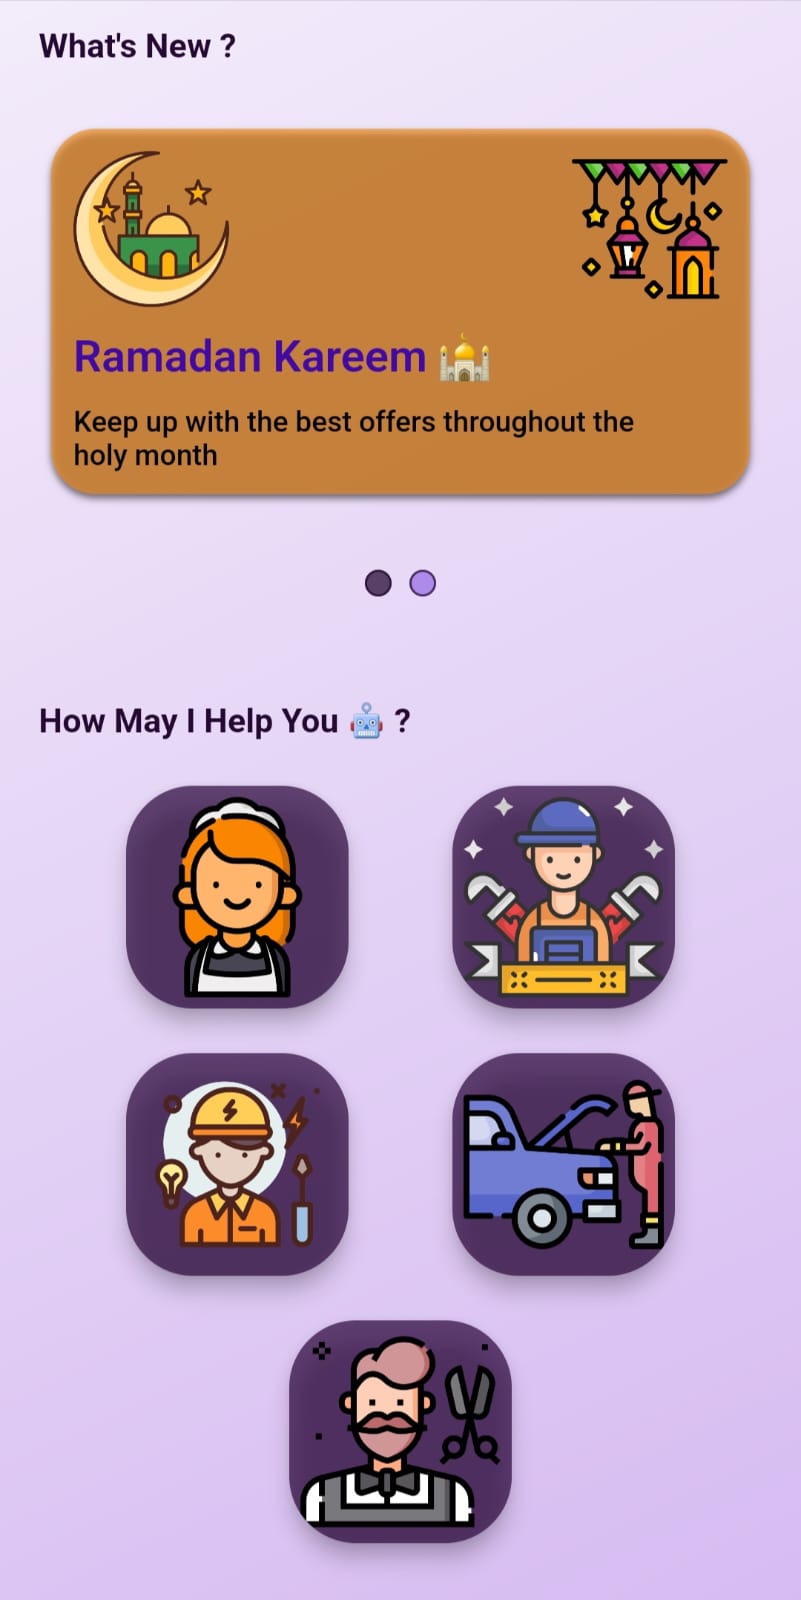 What's New ?
Ramadan Kareem 🕌
Keep up with the best offers throughout the
holy month
How May I Help You 🤖 ?